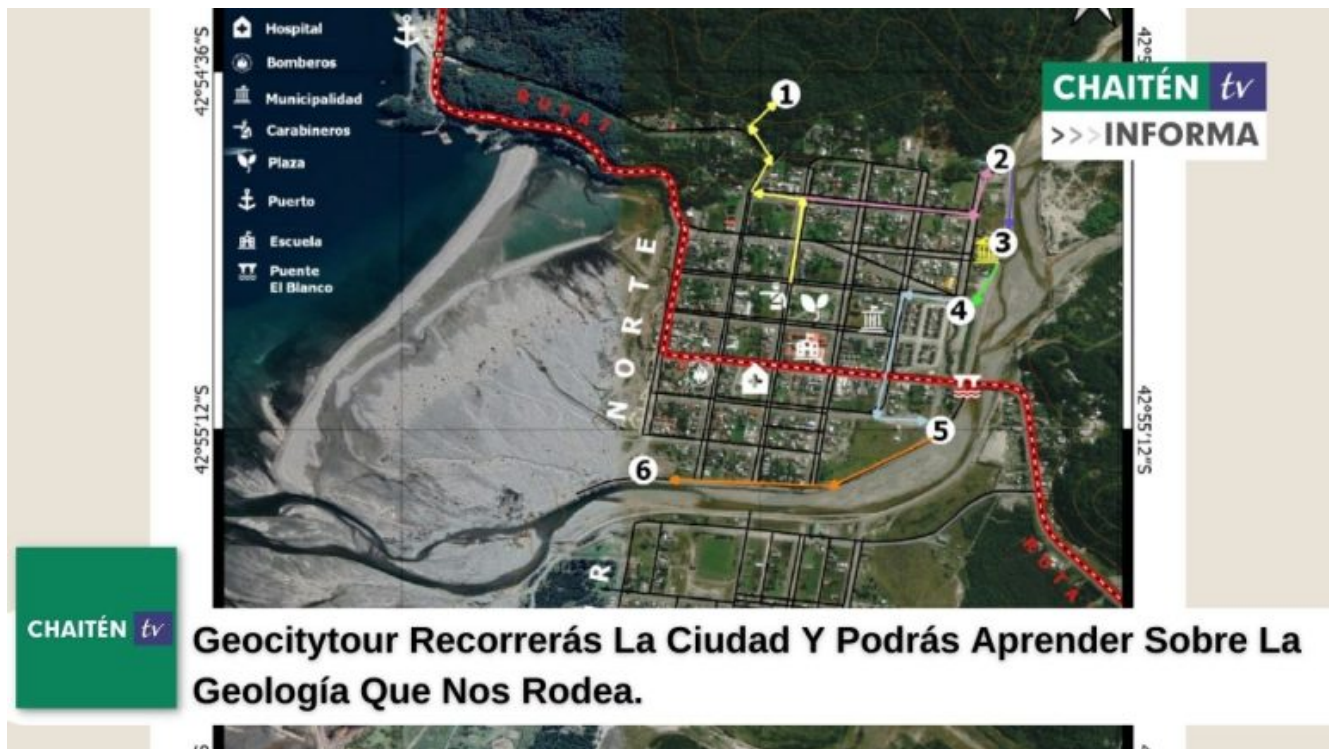 Hospital
Bomberos
Municipalidad
Carabineros
Plaza
Puerto
Escuela
Puente
El Blanco
42°54'36"S
42°55'12"S
RUTA 7
NORTE
1
2
3
4
5
6
42°55'12"S
RUTA
CHAITÉN tv
>>>INFORMA
CHAITÉN tv
Geocitytour Recorrerás La Ciudad Y Podrás Aprender Sobre La
Geología Que Nos Rodea.